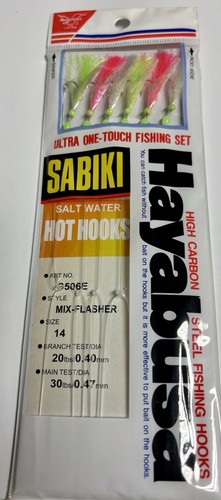 ULTRA ONE-TOUCH FISHING SET
SABIKI
SALT WATER
HOT HOOKS
ART NO.
S506E
STYLE
MIX-FLASHER
SIZE
14
BRANCH TEST/DIA
20lbs/0.40mm
MAIN TEST/DIA
30lbs/0.47mm
Hayabusa
HIGH CARBON STEEL FISHING HOOKS
You can catch fish without bait on the hooks but it is more effective to put bait on the hooks.